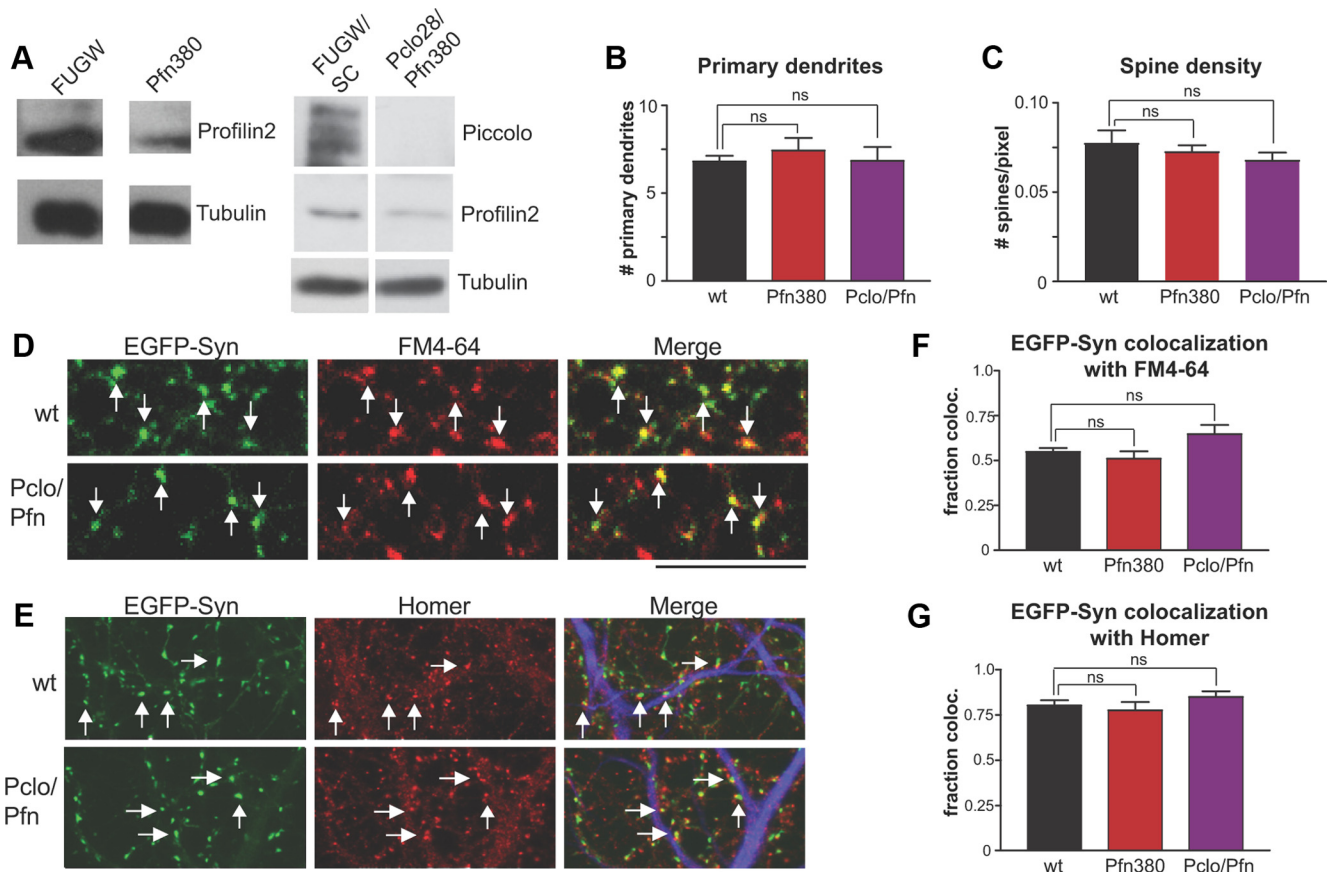 A
FUGW
Pfn380
Profilin2
Tubulin
FUGW/
SC
Pclo28/
Pfn380
Piccolo
Profilin2
Tubulin
B
Primary dendrites
# primary dendrites
10
5
0
ns
ns
wt
Pfn380
Pclo/Pfn
C
Spine density
# spines/pixel
0.10
0.05
0
ns
ns
wt
Pfn380
Pclo/Pfn
D
EGFP-Syn
FM4-64
Merge
wt
Pclo/
Pfn
E
EGFP-Syn
Homer
Merge
wt
Pclo/
Pfn
F
EGFP-Syn colocalization
with FM4-64
fraction coloc.
1.0
0.75
0.5
0.25
0
ns
ns
wt
Pfn380
Pclo/Pfn
G
EGFP-Syn colocalization
with Homer
fraction coloc.
1.0
0.75
0.5
0.25
0
ns
ns
wt
Pfn380
Pclo/Pfn